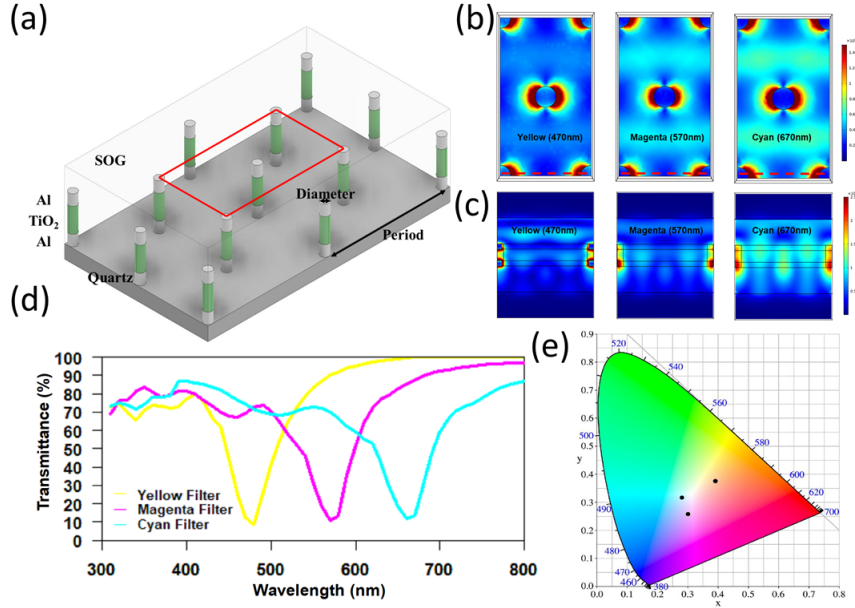 (a)
SOG
Al
TiO2
Al
Quartz
Diameter
Period
(b)
Yellow (470nm)
Magenta (570nm)
Cyan (670nm)
(c)
Yellow (470nm)
Magenta (570nm)
Cyan (670nm)
(d)
Transmittance (%)
100
90
80
70
60
50
40
30
20
10
0
Yellow Filter
Magenta Filter
Cyan Filter
300 400 500 600 700 800
Wavelength (nm)
(e)
0.9
0.8
0.7
0.6
0.5
0.4
0.3
0.2
0.1
0.0
y
520
540
560
580
600
620
700
500
490
480
470
460
380
0.0 0.1 0.2 0.3 0.4 0.5 0.6 0.7 0.8
x